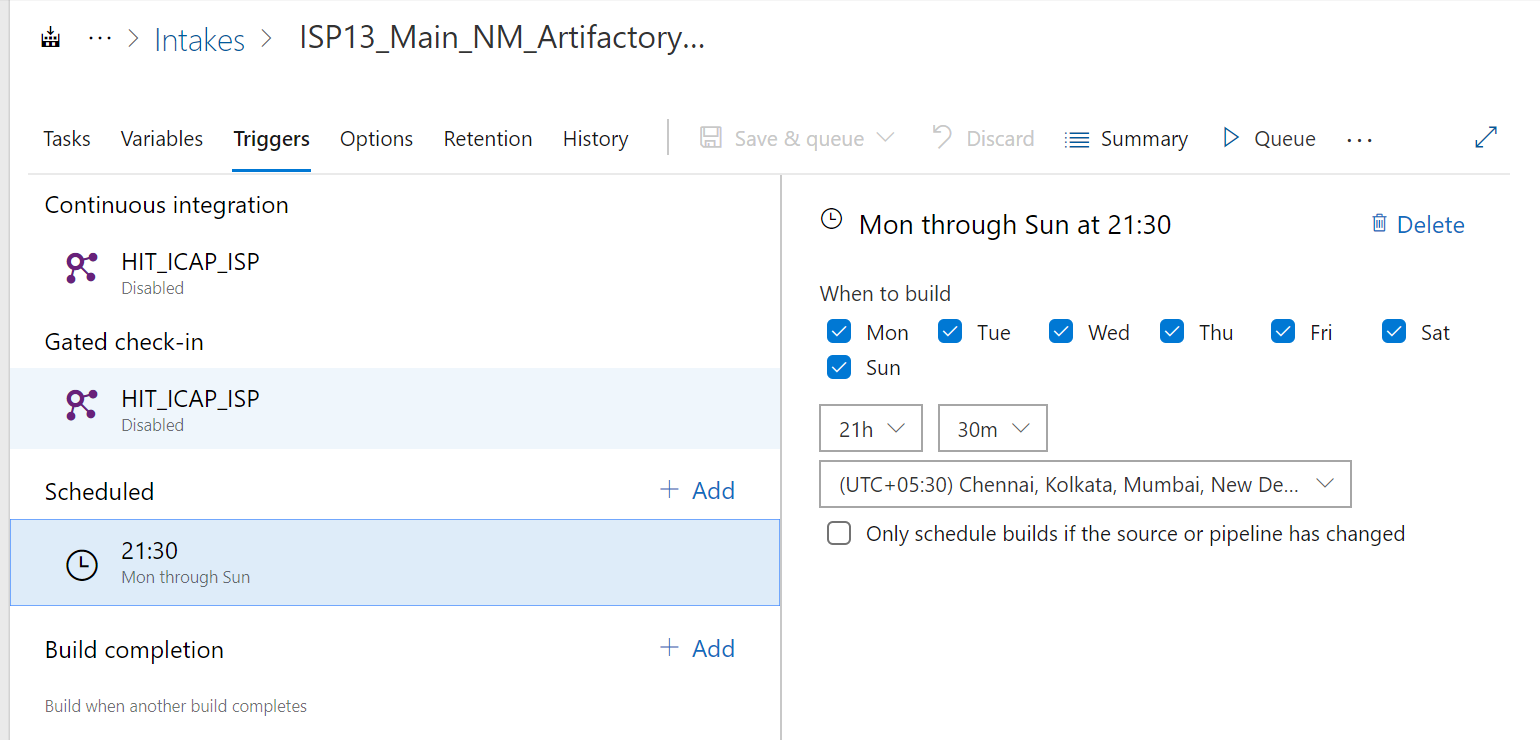 ... > Intakes > ISP13_Main_NM_Artifactory...
Tasks Variables Triggers Options Retention History Save & queue Discard Summary Queue ...
Continuous integration
HIT_ICAP_ISP
Disabled
Gated check-in
HIT_ICAP_ISP
Disabled
Scheduled + Add
21:30
Mon through Sun
Build completion + Add
Build when another build completes
Mon through Sun at 21:30 Delete
When to build
Mon Tue Wed Thu Fri Sat
Sun
21h 30m
(UTC+05:30) Chennai, Kolkata, Mumbai, New De...
Only schedule builds if the source or pipeline has changed